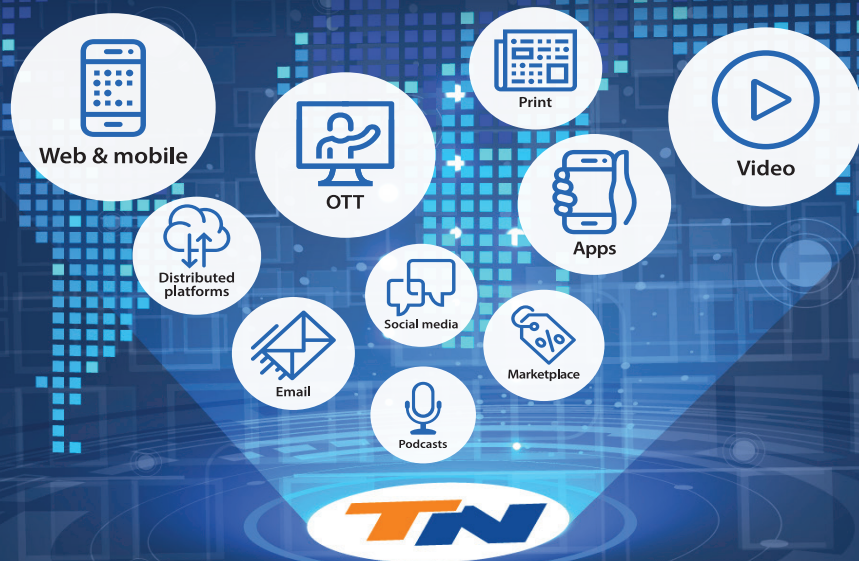 Web & mobile
OTT
Print
Video
Apps
Distributed
platforms
Social media
Email
Marketplace
Podcasts
TN